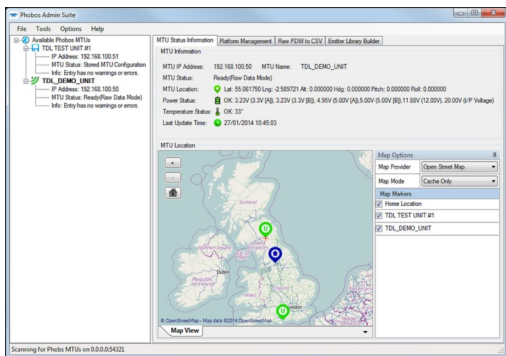 Phobos Admin Suite
File Tools Options Help
Available Phobos MTUs
TDL TEST UNIT #1
IP Address: 192.168.100.51
MTU Status: Stored MTU Configuration
Info: Entry has no warnings or errors.
TDL_DEMO_UNIT
IP Address: 192.168.100.50
MTU Status: Ready(Raw Data Mode)
Info: Entry has no warnings or errors.
MTU Status Information Platform Management Raw PDW to CSV Emitter Library Builder
MTU Information
MTU IP Address: 192.168.100.50 MTU Name: TDL_DEMO_UNIT
MTU Status: Ready(Raw Data Mode)
MTU Location: Lat: 55.061750 Lng: -2.589721 Alt: 0.000000 Hdg: 0.000000 Pitch: 0.000000 Roll: 0.000000
Power Status: OK: 3.23V (3.3V [A]), 3.23V (3.3V [B]), 4.95V (5.00V [A]),5.00V (5.00V [B]),11.88V (12.00V), 20.00V (I/P Voltage)
Temperature Status: OK: 33°
Last Update Time: 27/01/2014 10:45:03
MTU Location
Map Options
Map Provider Open Street Map
Map Mode Cache Only
Map Markers
Home Location
TDL TEST UNIT #1
TDL_DEMO_UNIT
Scotland
Dublin
London
© OpenStreetMap - Map data ©2014 OpenStreetMap
Map View
Scanning for Phobs MTUs on 0.0.0.0:54321